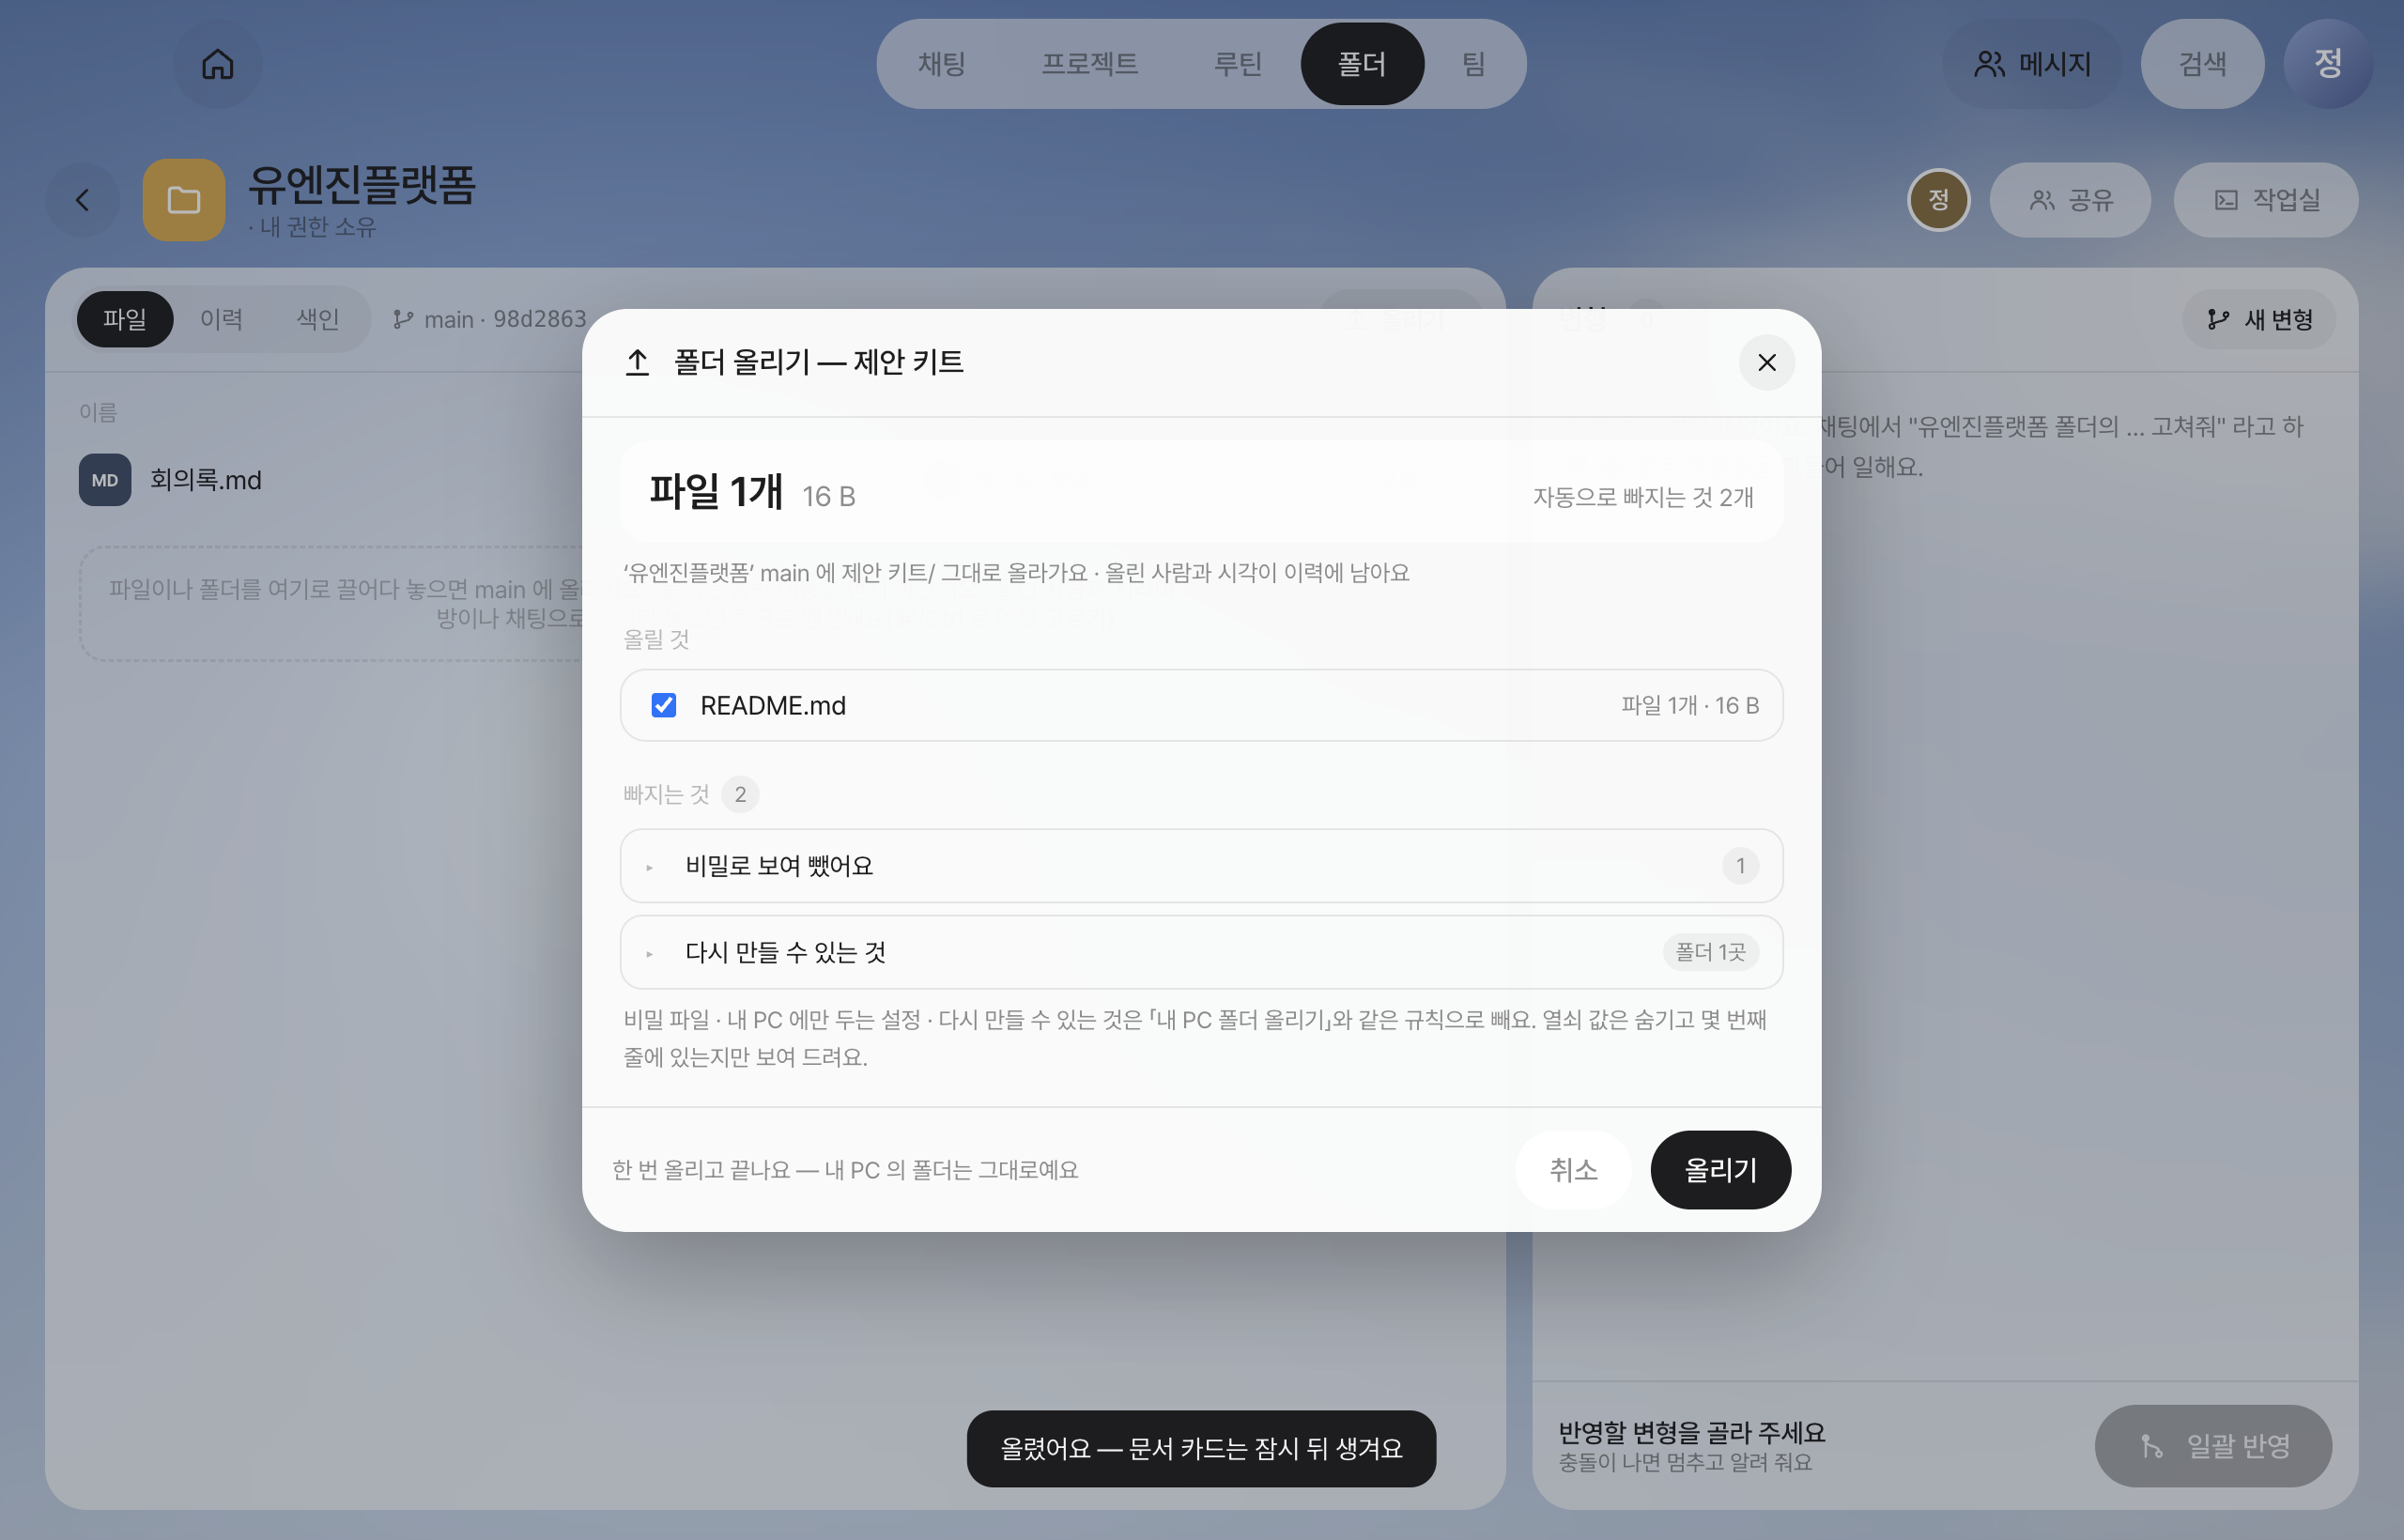 채팅
프로젝트
루틴
폴더
팀
메시지
검색
정
유엔진플랫폼
· 내 권한 소유
정
공유
작업실
파일
이력
색인
main · 98d2863
올리기
변형
0
새 변형
이름
MD
회의록.md
파일이나 폴더를 여기로 끌어다 놓으면 main 에 올
방이나 채팅으로
채팅에서 "유엔진플랫폼 폴더의 ... 고쳐줘" 라고 하
어 일해요.
폴더 올리기 — 제안 키트
파일 1개
16 B
자동으로 빠지는 것 2개
‘유엔진플랫폼’ main 에 제안 키트/ 그대로 올라가요 · 올린 사람과 시각이 이력에 남아요
올릴 것
README.md
파일 1개 · 16 B
빠지는 것
2
비밀로 보여 뺐어요
1
다시 만들 수 있는 것
폴더 1곳
비밀 파일 · 내 PC 에만 두는 설정 · 다시 만들 수 있는 것은 「내 PC 폴더 올리기」와 같은 규칙으로 빼요. 열쇠 값은 숨기고 몇 번째
줄에 있는지만 보여 드려요.
한 번 올리고 끝나요 — 내 PC 의 폴더는 그대로예요
취소
올리기
올렸어요 — 문서 카드는 잠시 뒤 생겨요
반영할 변형을 골라 주세요
충돌이 나면 멈추고 알려 줘요
일괄 반영